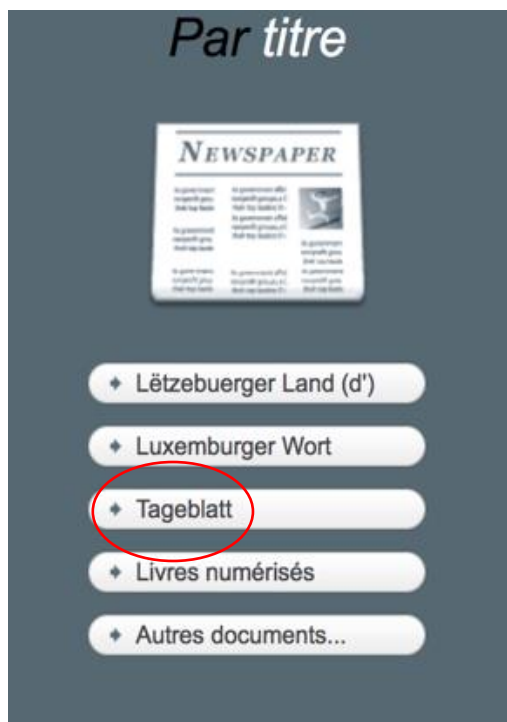 Par titre
NEWSPAPER
Lëtzebuerger Land (d')
Luxemburger Wort
Tageblatt
Livres numérisés
Autres documents...